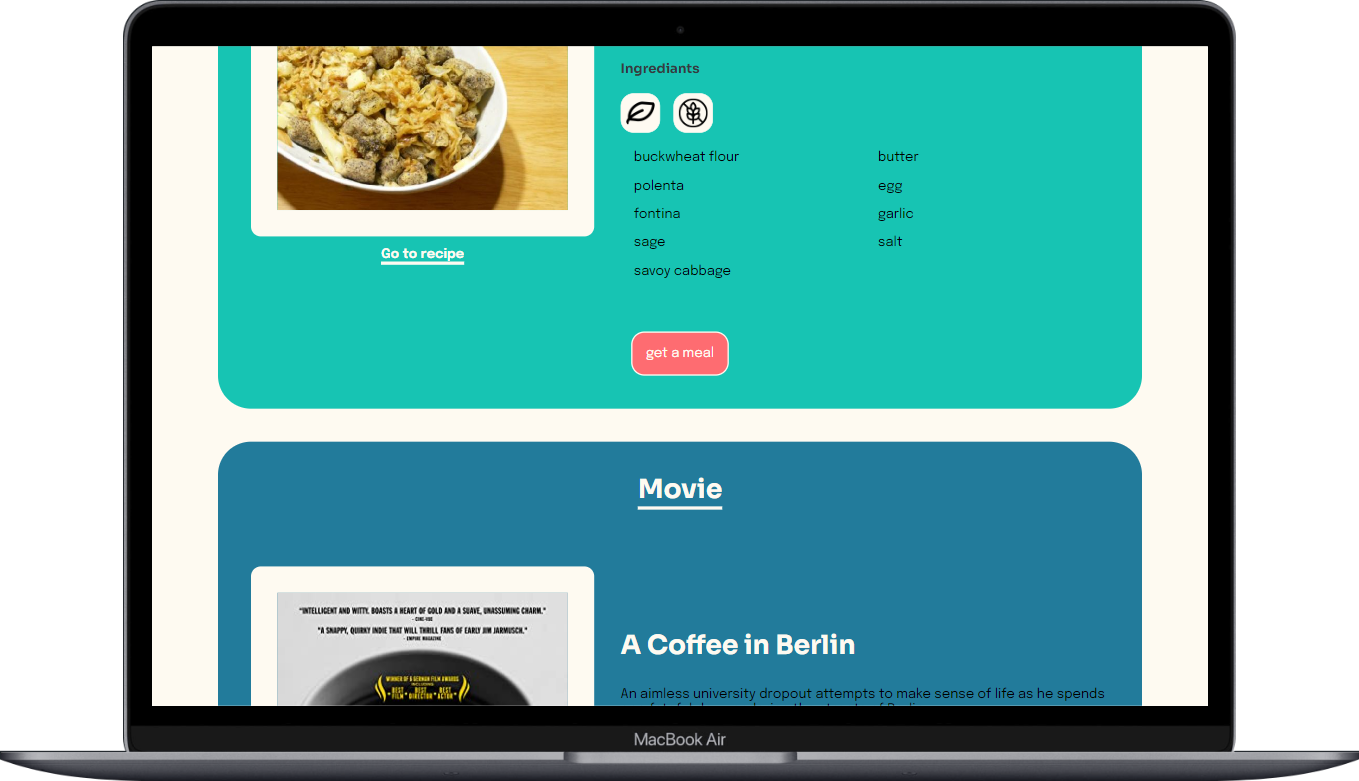 Ingrediants
buckwheat flour
polenta
fontina
sage
savoy cabbage
butter
egg
garlic
salt
Go to recipe
get a meal
Movie
"INTELLIGENT AND WITTY. BOASTS A HEART OF GOLD AND A SUAVE, UNASSUMING CHARM."
- CINE-VUE
"A SNAPPY, QUIRKY INDIE THAT WILL THRILL FANS OF EARLY JIM JARMUSCH."
- EMPIRE MAGAZINE
WINNER OF 6 GERMAN FILM AWARDS
INCLUDING
BEST FILM BEST DIRECTOR BEST ACTOR
A Coffee in Berlin
An aimless university dropout attempts to make sense of life as he spends
MacBook Air